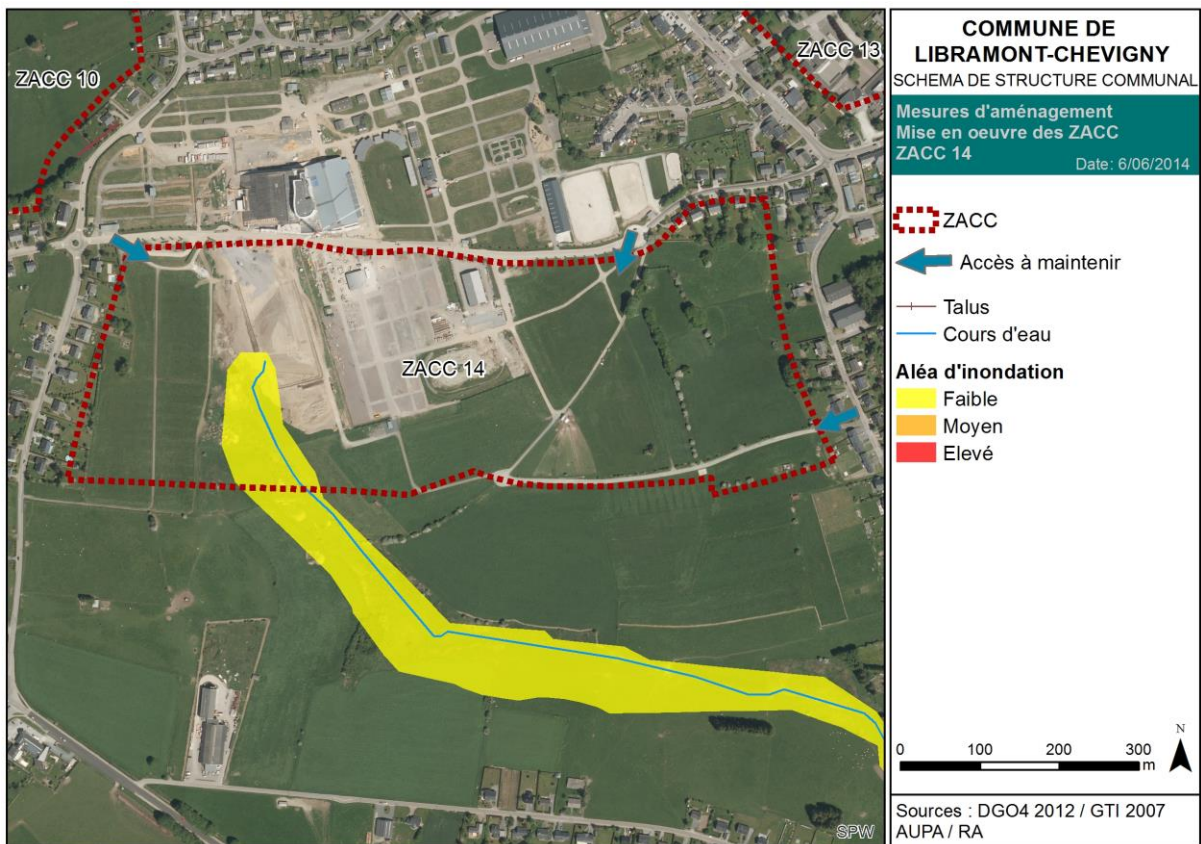 ZACC 10
ZACC 13
ZACC 14
SPW
COMMUNE DE
LIBRAMONT-CHEVIGNY
SCHEMA DE STRUCTURE COMMUNAL
Mesures d'aménagement
Mise en oeuvre des ZACC
ZACC 14
Date: 6/06/2014
ZACC
Accès à maintenir
Talus
Cours d'eau
Aléa d'inondation
Faible
Moyen
Elevé
N
0 100 200 300
m
Sources : DGO4 2012 / GTI 2007
AUPA / RA